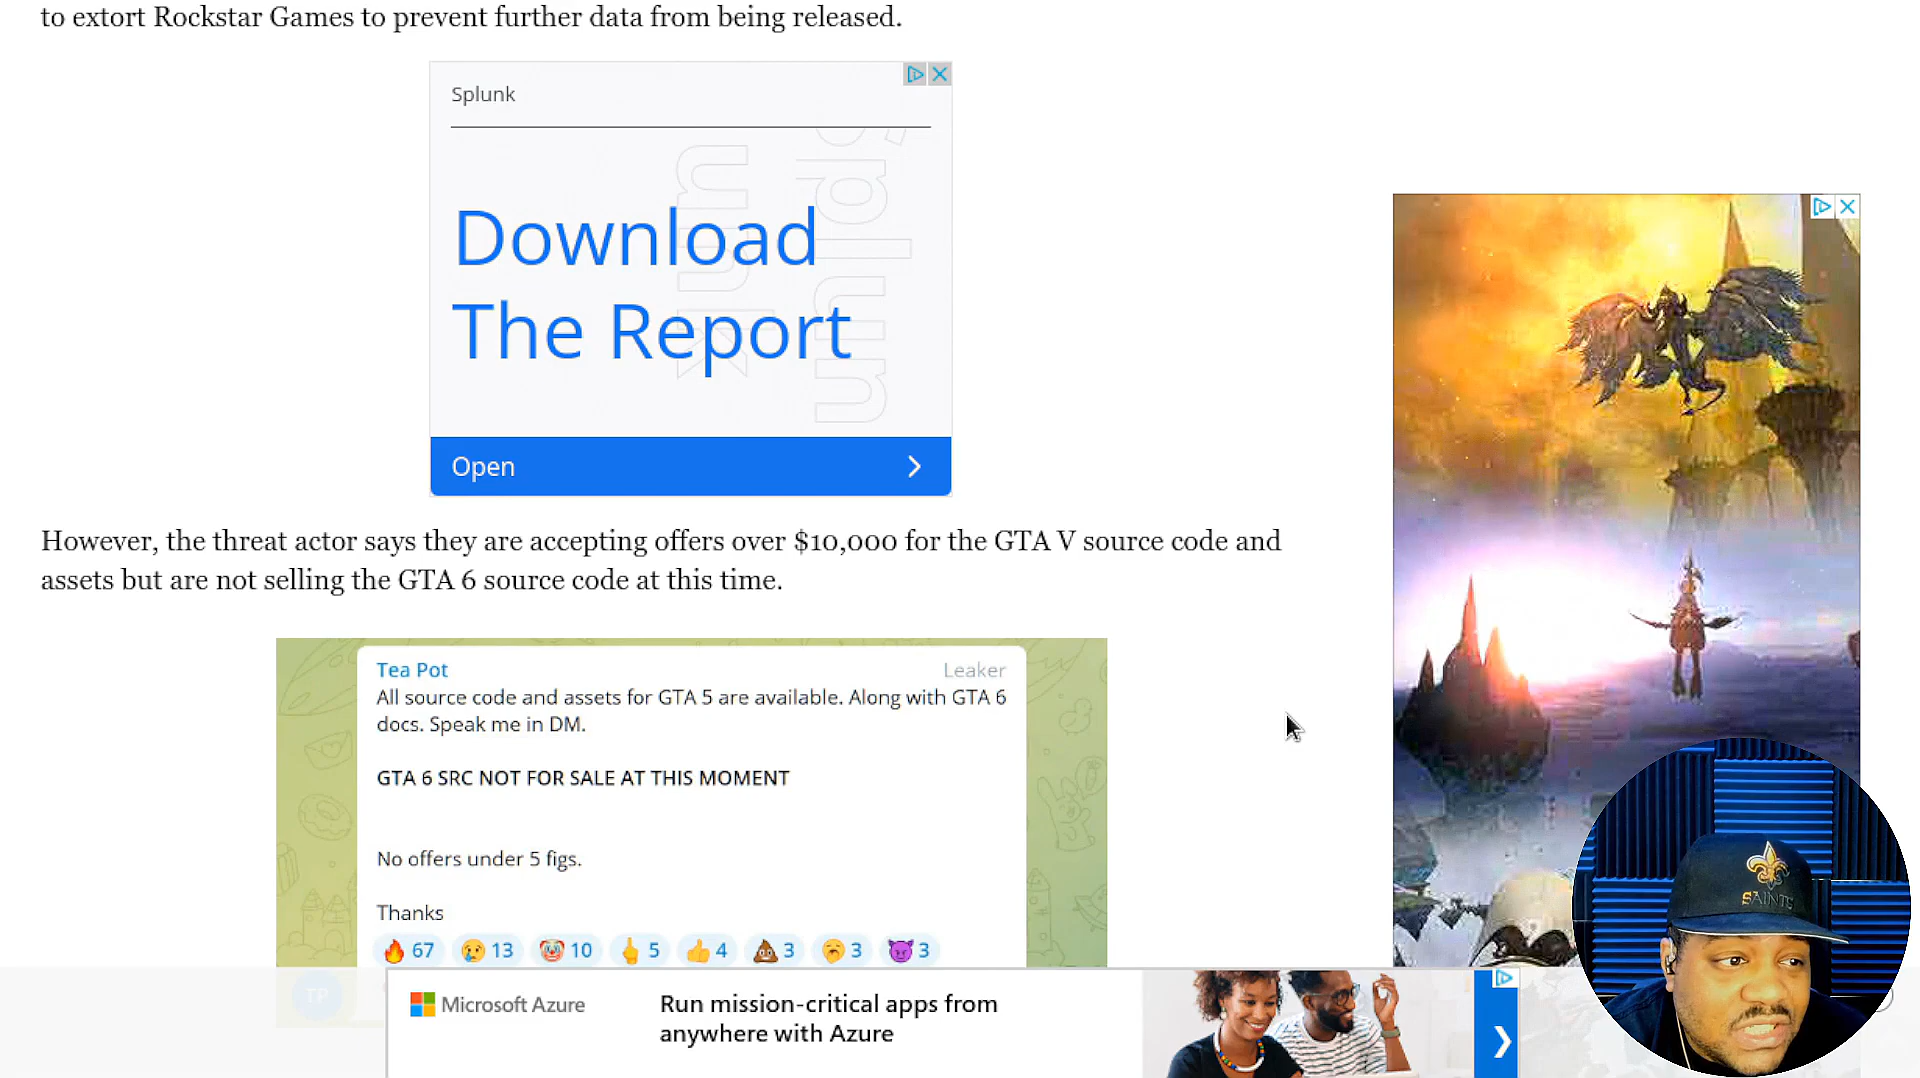 to extort Rockstar Games to prevent further data from being released.
Splunk
Download
The Report
Open
However, the threat actor says they are accepting offers over $10,000 for the GTA V source code and
assets but are not selling the GTA 6 source code at this time.
Tea Pot
Leaker
All source code and assets for GTA 5 are available. Along with GTA 6
docs. Speak me in DM.
GTA 6 SRC NOT FOR SALE AT THIS MOMENT
No offers under 5 figs.
Thanks
67 13 10 5 4 3 3 3
TP
Microsoft Azure
Run mission-critical apps from
anywhere with Azure
SAINTS